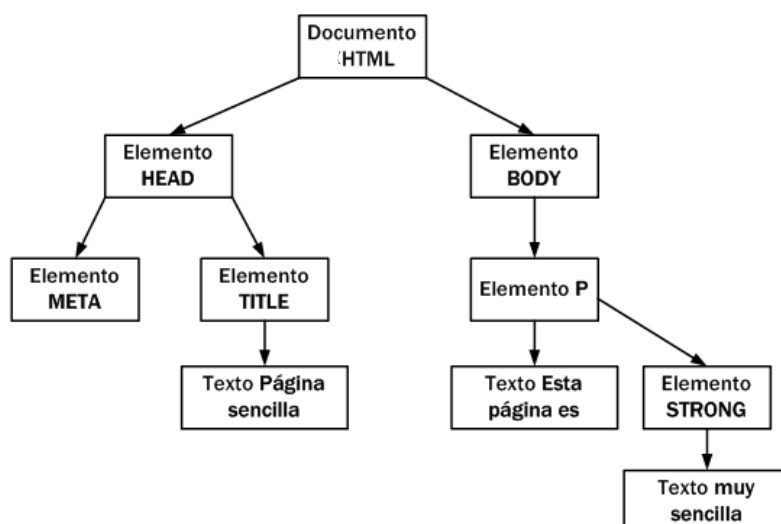 Documento
HTML
Elemento
HEAD
Elemento
BODY
Elemento
META
Elemento
TITLE
Elemento P
Texto Página
sencilla
Texto Esta
página es
Elemento
STRONG
Texto muy
sencilla